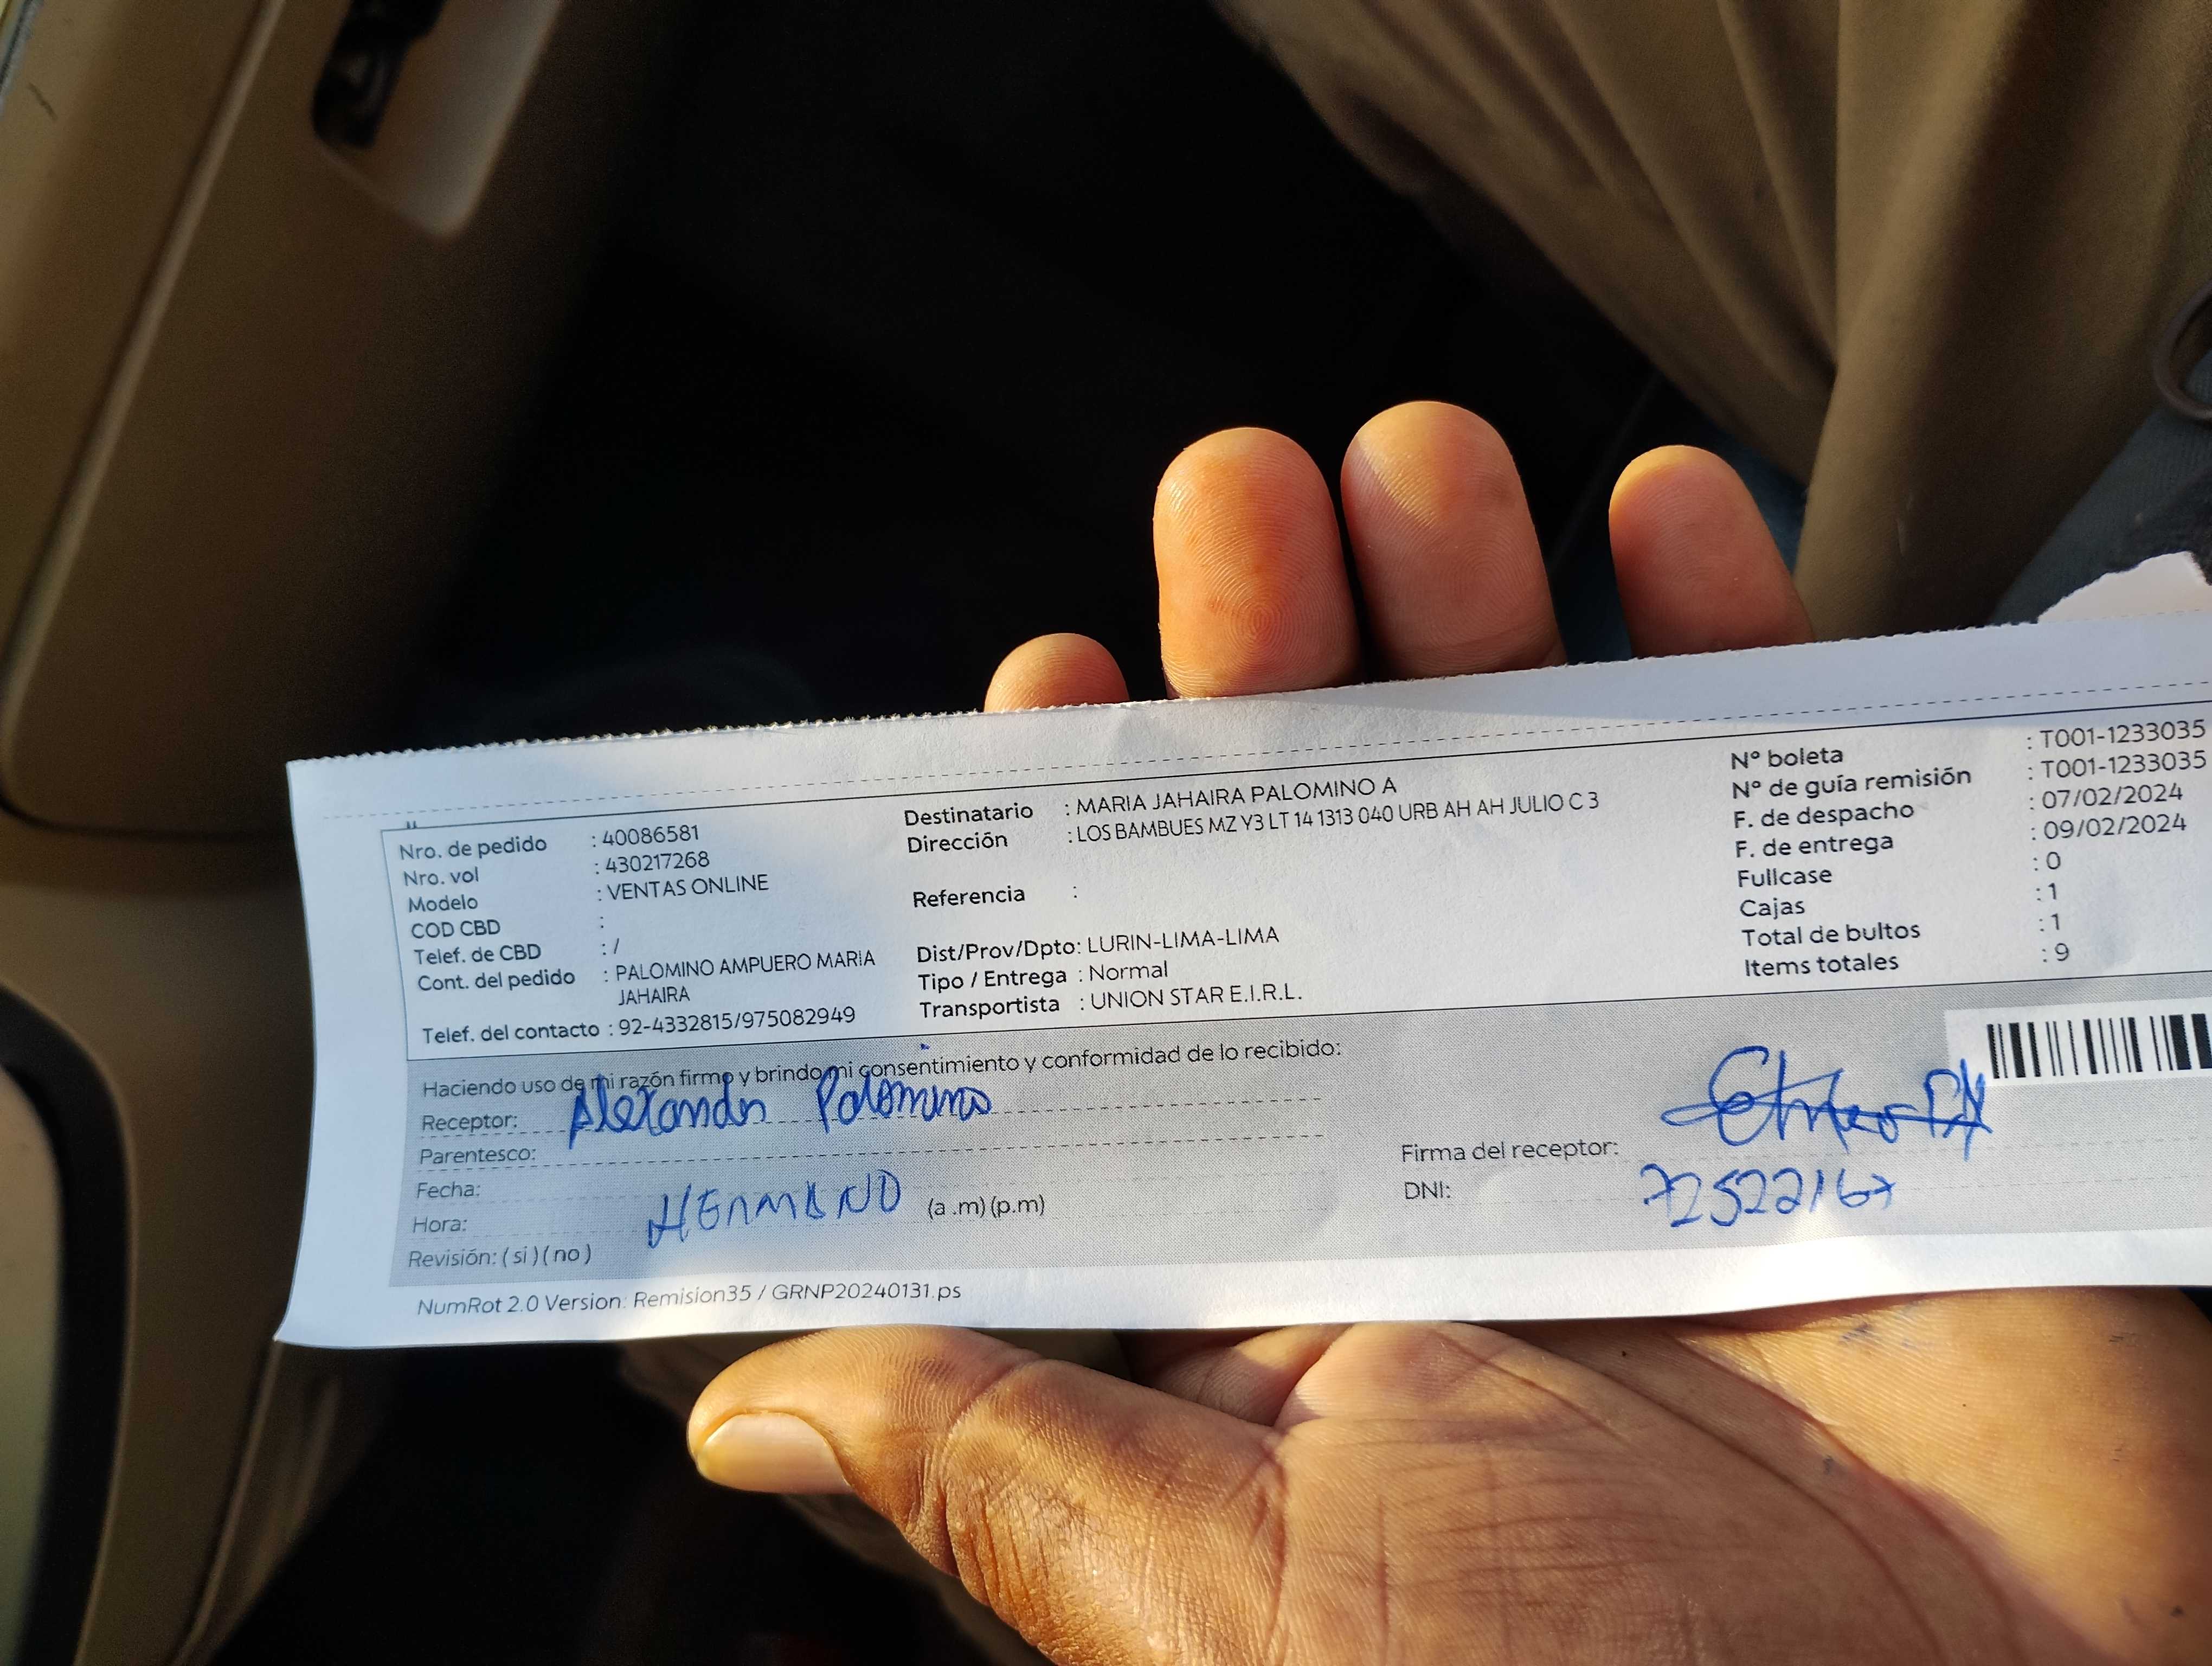 Nro. de pedido : 40086581
Nro. vol : 430217268
Modelo : VENTAS ONLINE
COD CBD :
Telef. de CBD : /
Cont. del pedido : PALOMINO AMPUERO MARIA
JAHAIRA
Telef. del contacto : 92-4332815/975082949
Destinatario : MARIA JAHAIRA PALOMINO A
Dirección : LOS BAMBUES MZ Y3 LT 14 1313 040 URB AH AH JULIO C 3
Referencia :
Dist/Prov/Dpto: LURIN-LIMA-LIMA
Tipo / Entrega : Normal
Transportista : UNION STAR E.I.R.L.
Nº boleta : T001-1233035
Nº de guía remisión : T001-1233035
F. de despacho : 07/02/2024
F. de entrega : 09/02/2024
Fullcase : 0
Cajas : 1
Total de bultos : 1
Items totales : 9
Haciendo uso de mi razón firmo y brindo mi consentimiento y conformidad de lo recibido:
Receptor: Alexander Palomino
Parentesco:
Fecha:
Hora: HERMANO (a .m) (p.m)
Revisión: ( si ) ( no )
Firma del receptor:
DNI: 72522167
NumRot 2.0 Version: Remision35 / GRNP20240131.ps